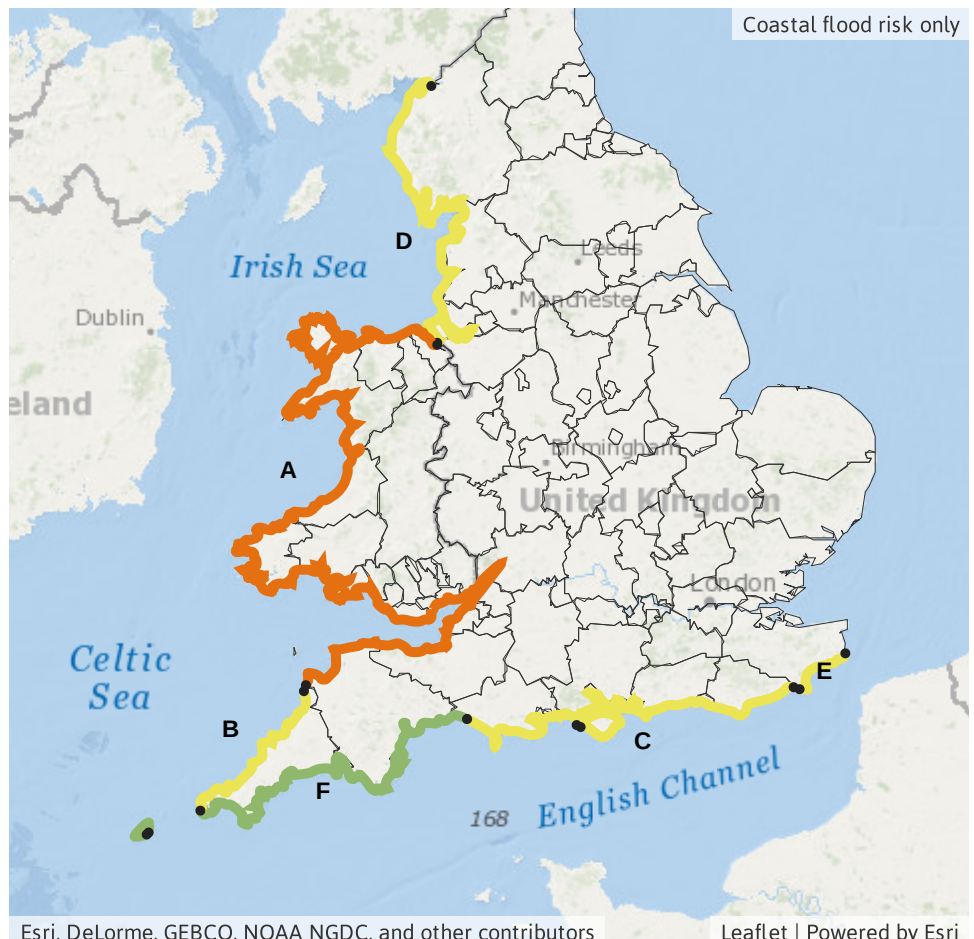 Coastal flood risk only
Leeds
D
Irish Sea
Manchester
Dublin
eland
Birmingham
A
United Kingdom
London
Celtic
Sea
E
B
C
F
English Channel
168
Esri, DeLorme, GEBCO, NOAA NGDC, and other contributors
Leaflet | Powered by Esri